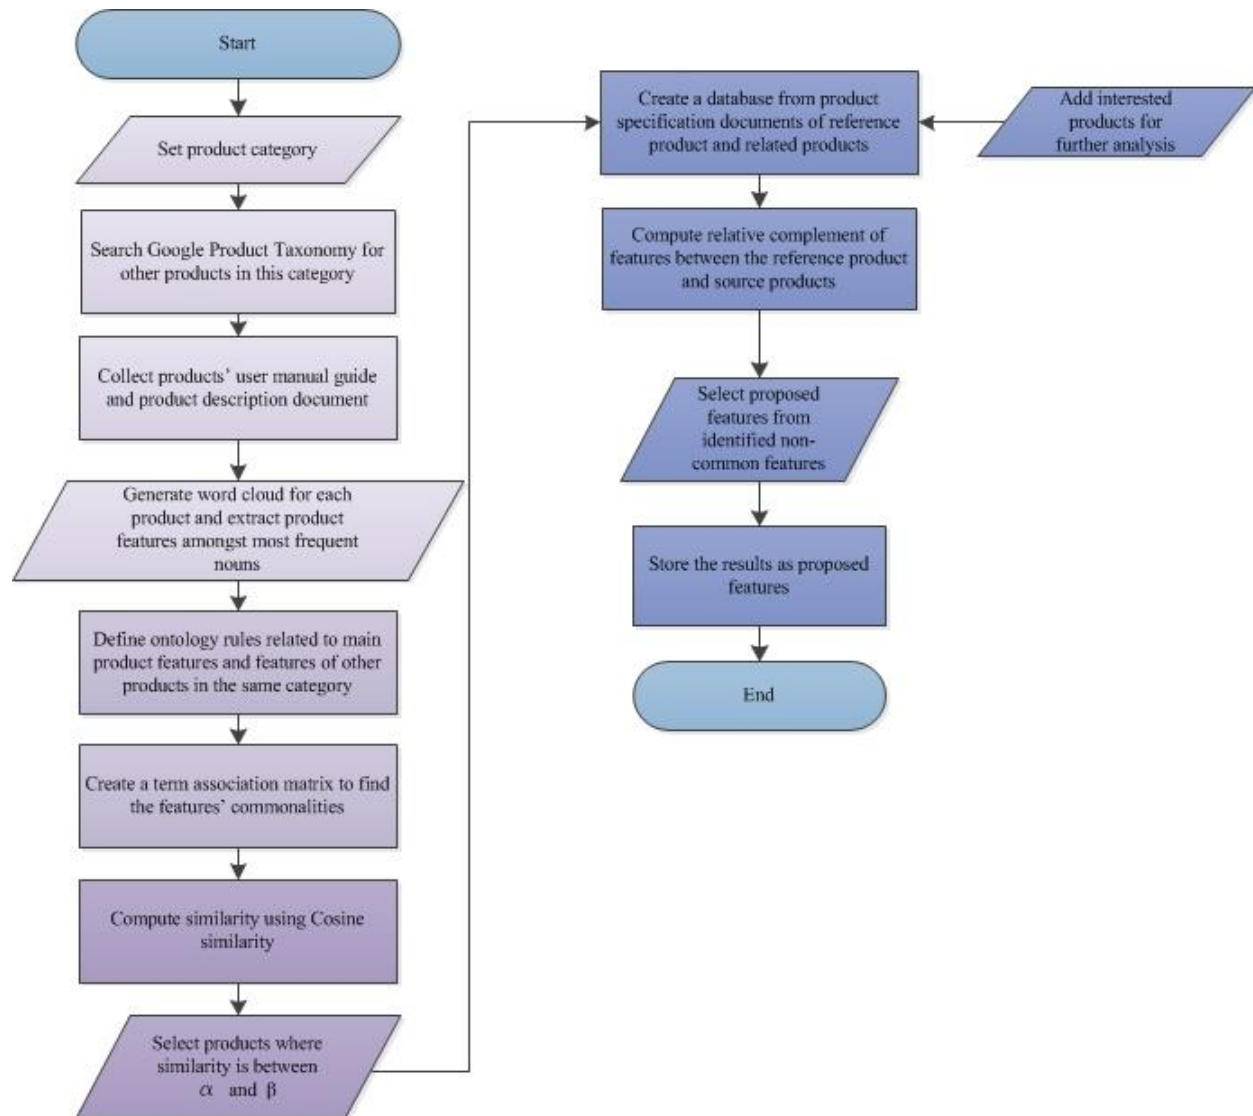 Start
Set product category
Search Google Product Taxonomy for
other products in this category
Collect products’ user manual guide
and product description document
Generate word cloud for each
product and extract product
features amongst most frequent
nouns
Define ontology rules related to main
product features and features of other
products in the same category
Create a term association matrix to find
the features’ commonalities
Compute similarity using Cosine
similarity
Select products where
similarity is between
α and β
Create a database from product
specification documents of reference
product and related products
Add interested
products for
further analysis
Compute relative complement of
features between the reference product
and source products
Select proposed
features from
identified non-
common features
Store the results as proposed
features
End